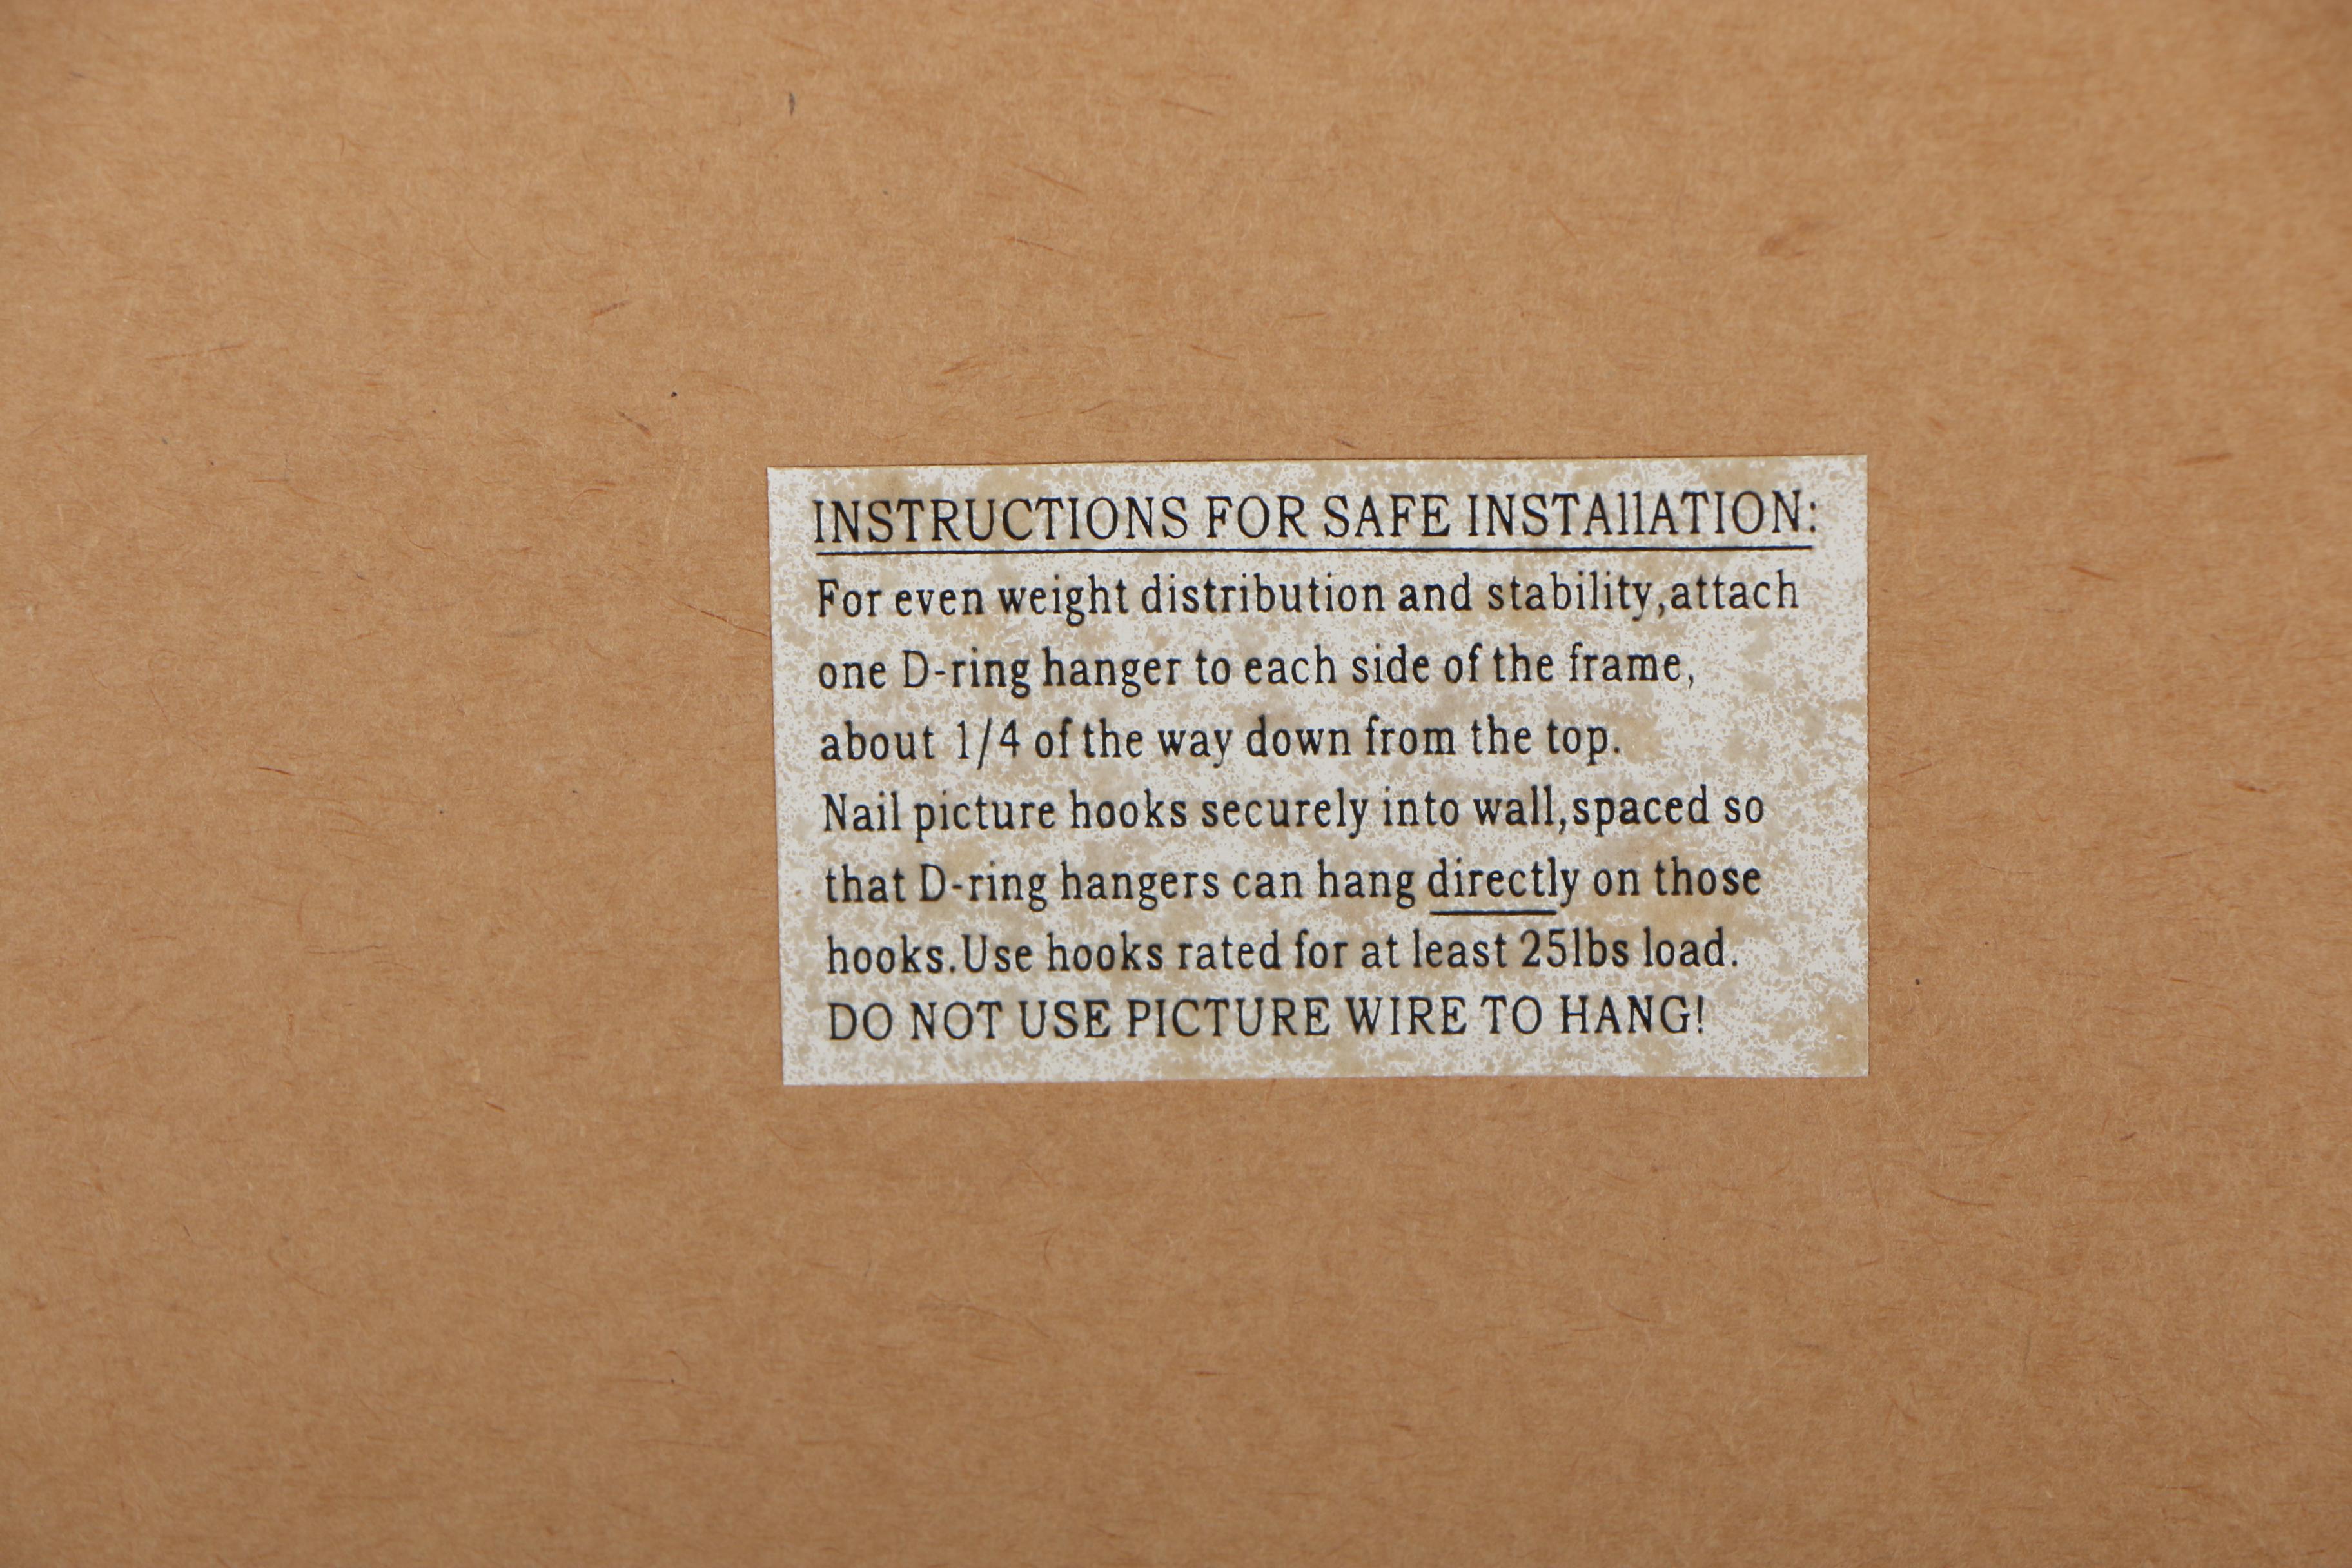 INSTRUCTIONS FOR SAFE INSTAllATION:
For even weight distribution and stability,attach
one D-ring hanger to each side of the frame,
about 1/4 of the way down from the top.
Nail picture hooks securely into wall,spaced so
that D-ring hangers can hang directly on those
hooks.Use hooks rated for at least 25lbs load.
DO NOT USE PICTURE WIRE TO HANG!